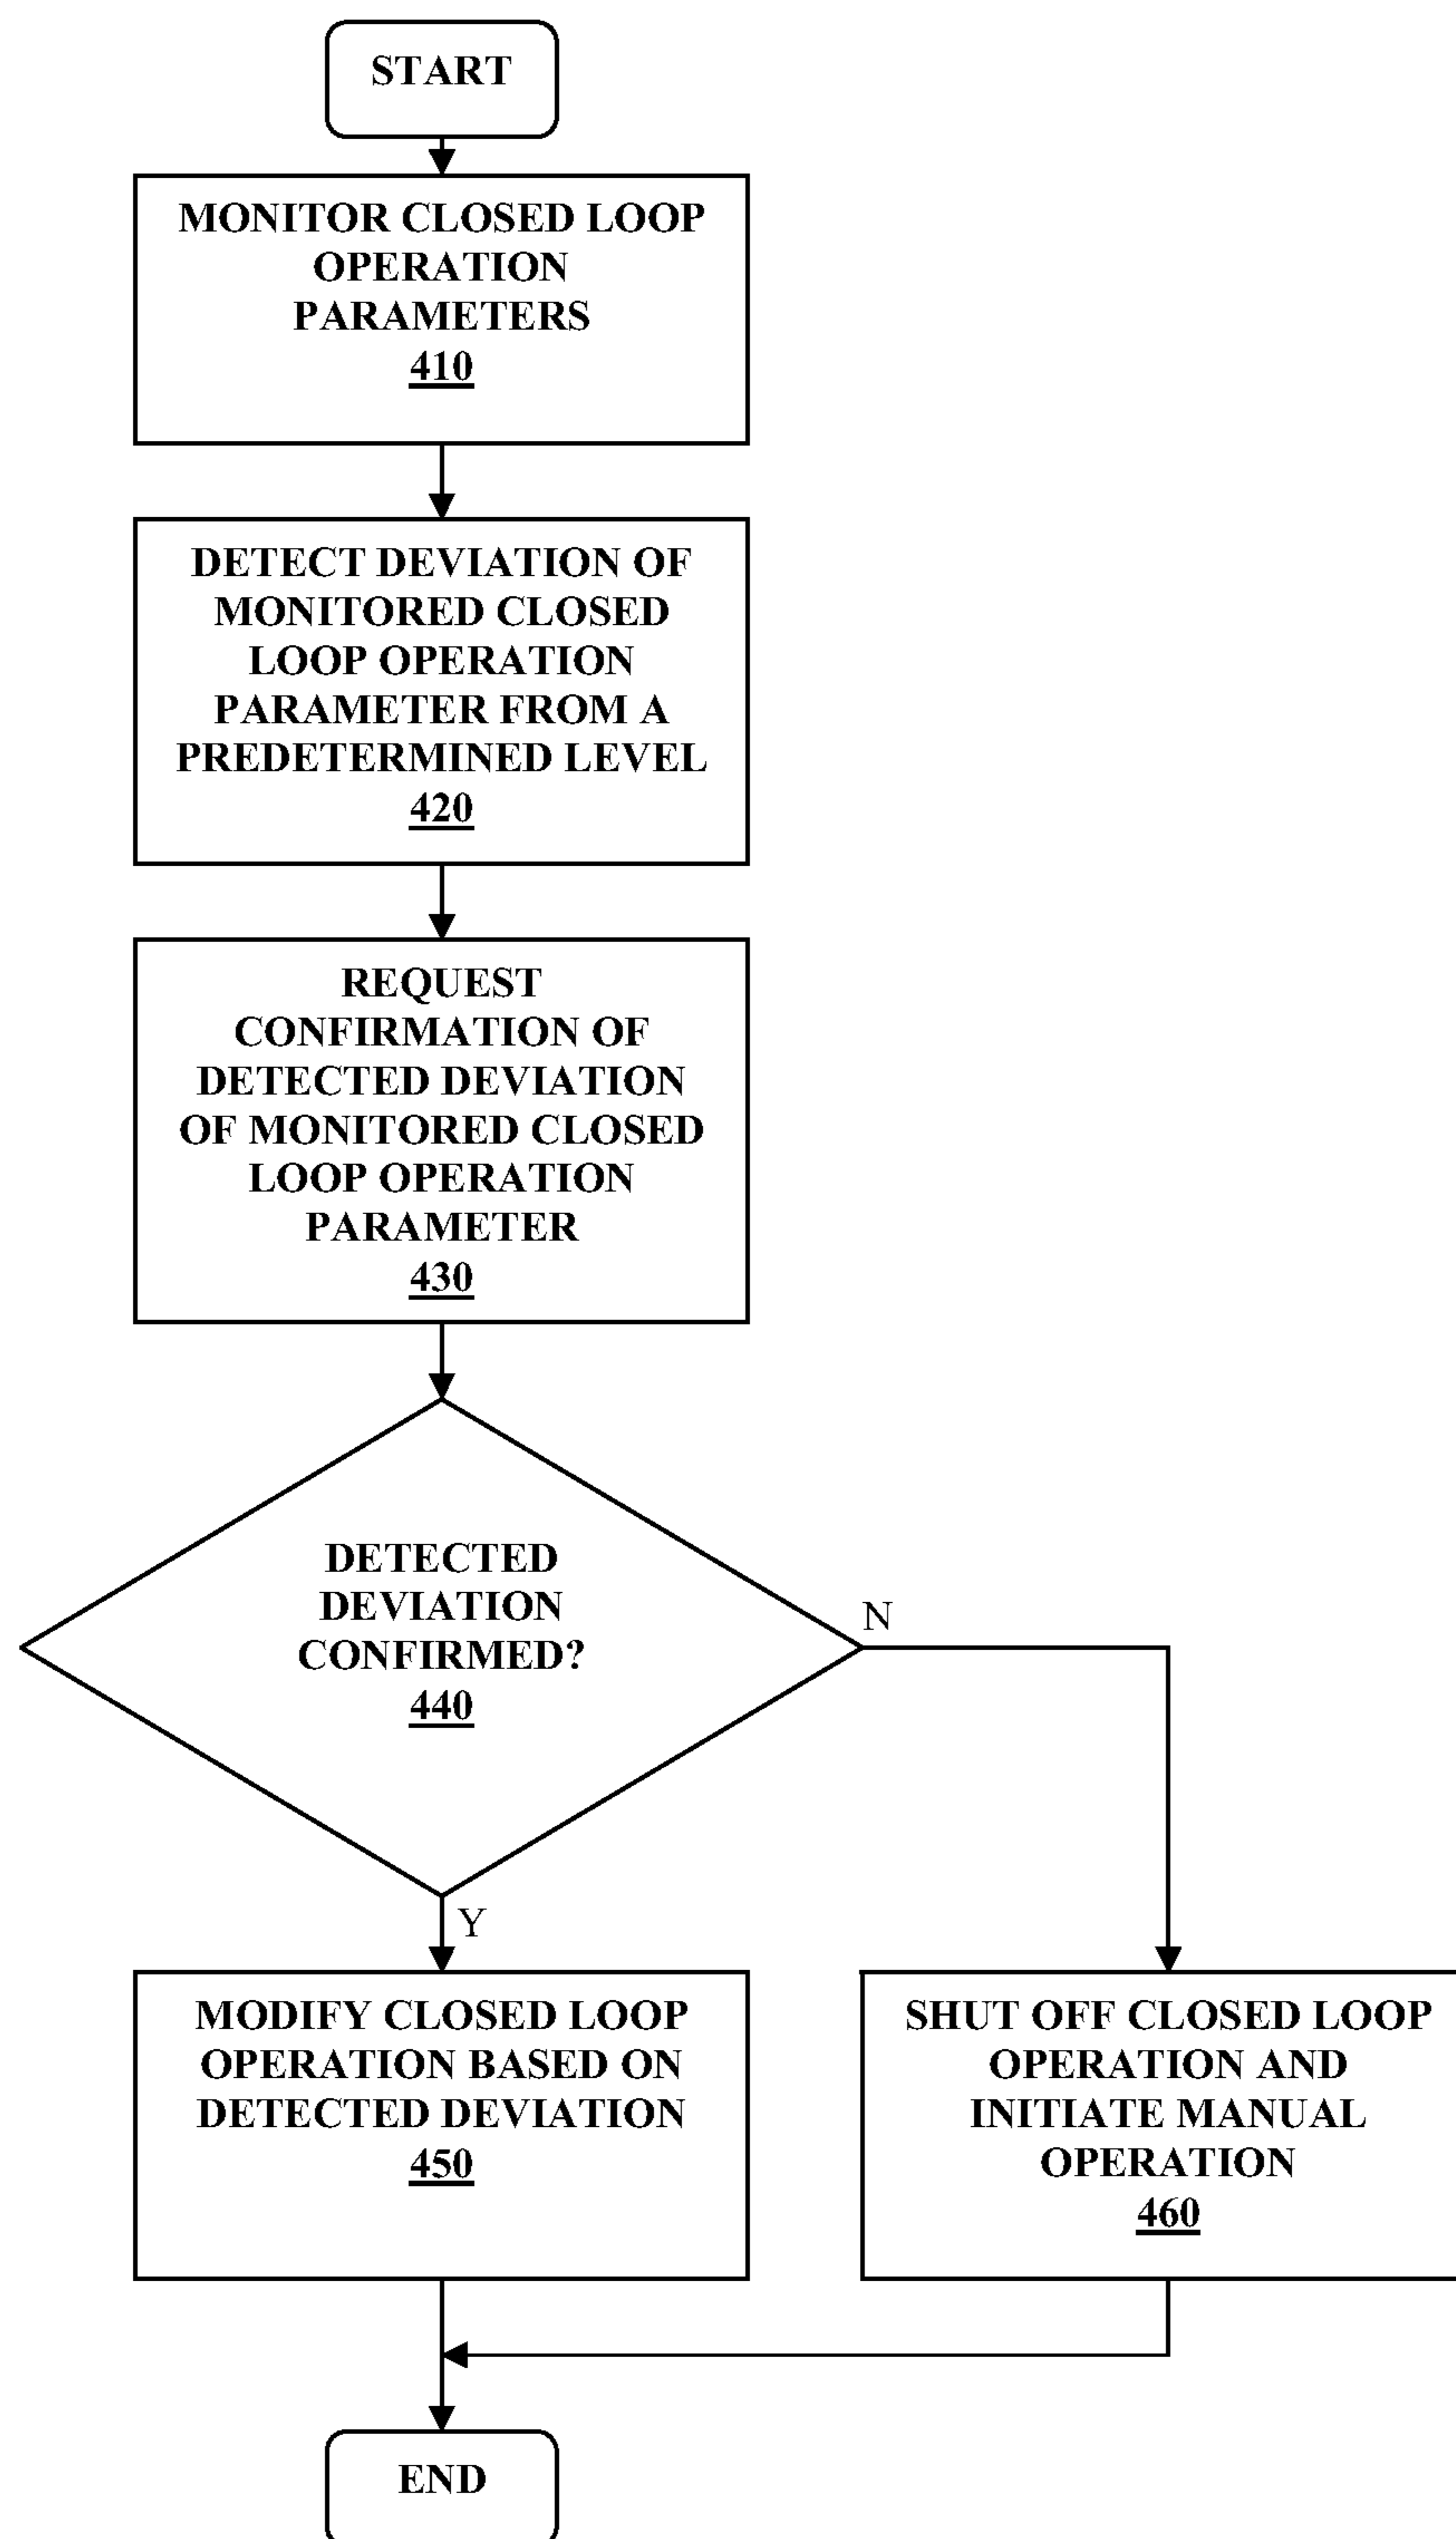 START
MONITOR CLOSED LOOP
OPERATION
PARAMETERS
410
DETECT DEVIATION OF
MONITORED CLOSED
LOOP OPERATION
PARAMETER FROM A
PREDETERMINED LEVEL
420
REQUEST
CONFIRMATION OF
DETECTED DEVIATION
OF MONITORED CLOSED
LOOP OPERATION
PARAMETER
430
DETECTED
DEVIATION
CONFIRMED?
440
N
Y
MODIFY CLOSED LOOP
OPERATION BASED ON
DETECTED DEVIATION
450
SHUT OFF CLOSED LOOP
OPERATION AND
INITIATE MANUAL
OPERATION
460
END